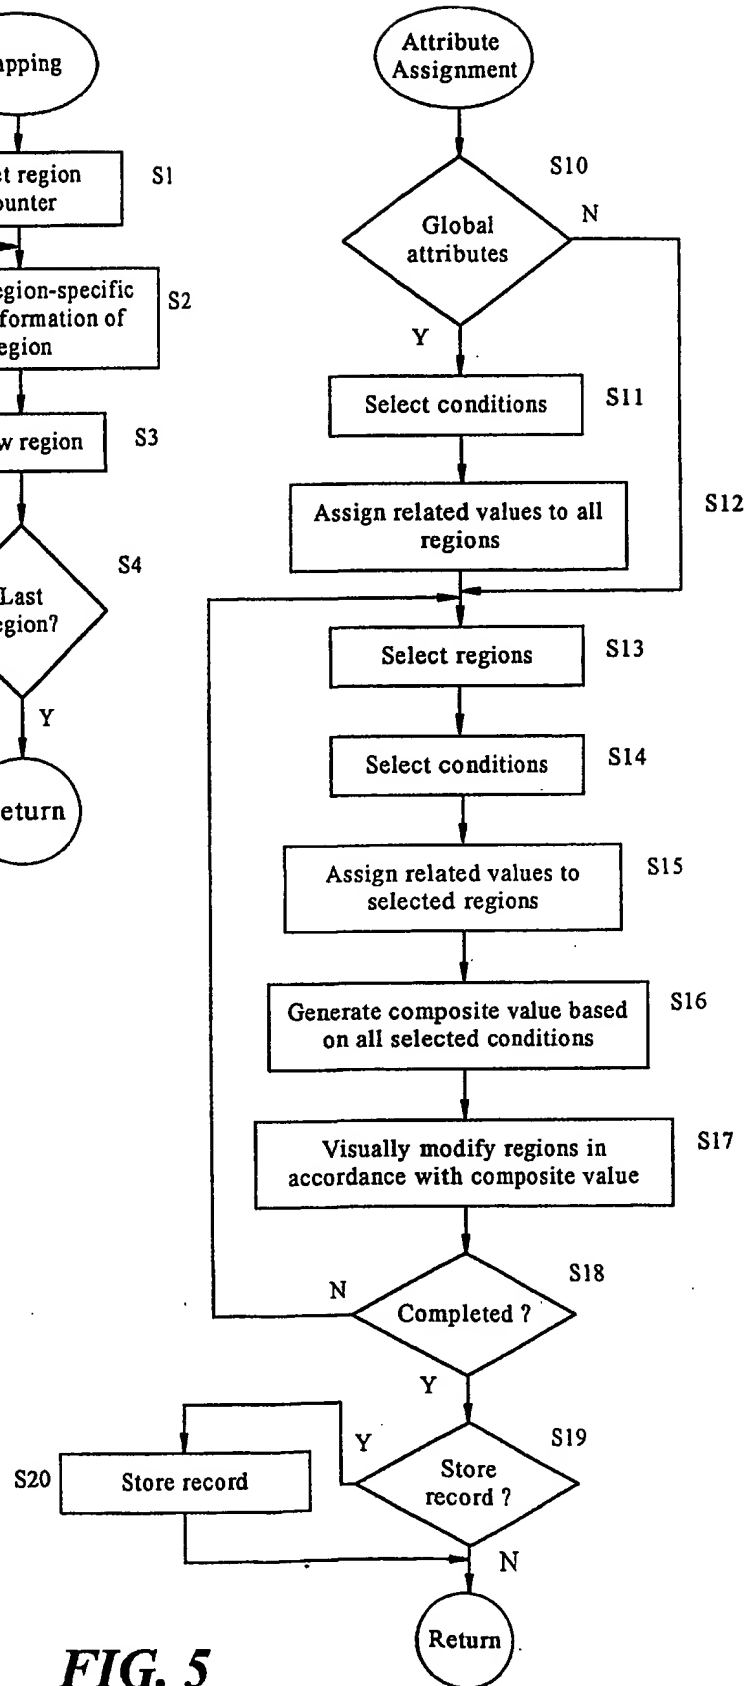 apping
et region
ounter
S1
egion-specific
formation of
egion
S2
w region
S3
Last
egion?
S4
Y
eturn
Attribute
Assignment
S10
Global
attributes
N
Y
Select conditions
S11
Assign related values to all
regions
S12
Select regions
S13
Select conditions
S14
Assign related values to
selected regions
S15
Generate composite value based
on all selected conditions
S16
Visually modify regions in
accordance with composite value
S17
Completed ?
S18
N
Y
Store
record ?
S19
Y
S20
Store record
N
Return
FIG. 5